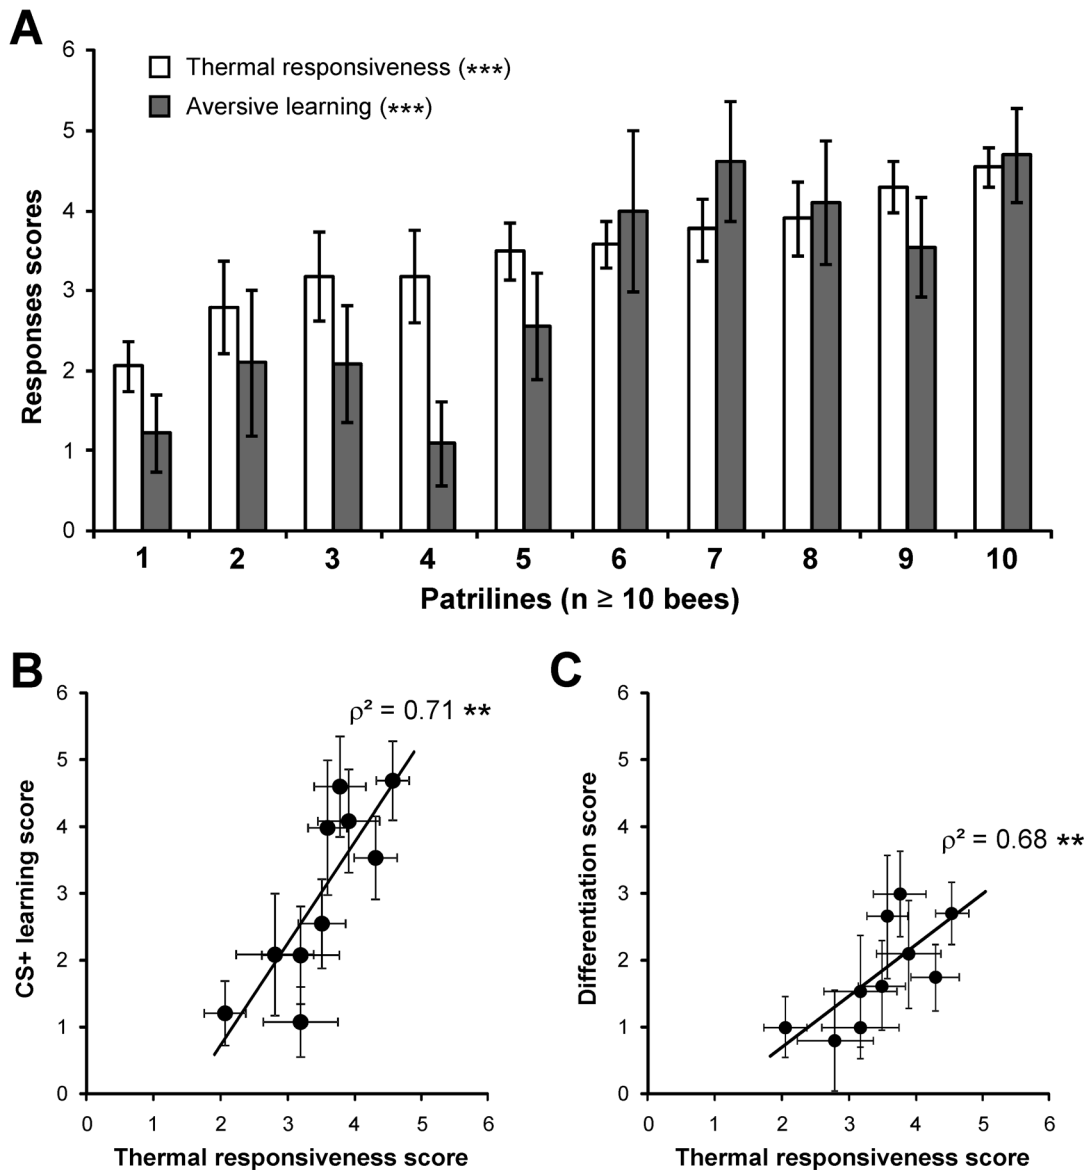 A
6
5
4
3
2
1
0
Thermal responsiveness (***)
Aversive learning (***)
Responses scores
1 2 3 4 5 6 7 8 9 10
Patrilines (n ≥ 10 bees)
B
6
5
4
3
2
1
0
ρ² = 0.71 **
CS+ learning score
0 1 2 3 4 5 6
Thermal responsiveness score
C
6
5
4
3
2
1
0
ρ² = 0.68 **
Differentiation score
0 1 2 3 4 5 6
Thermal responsiveness score